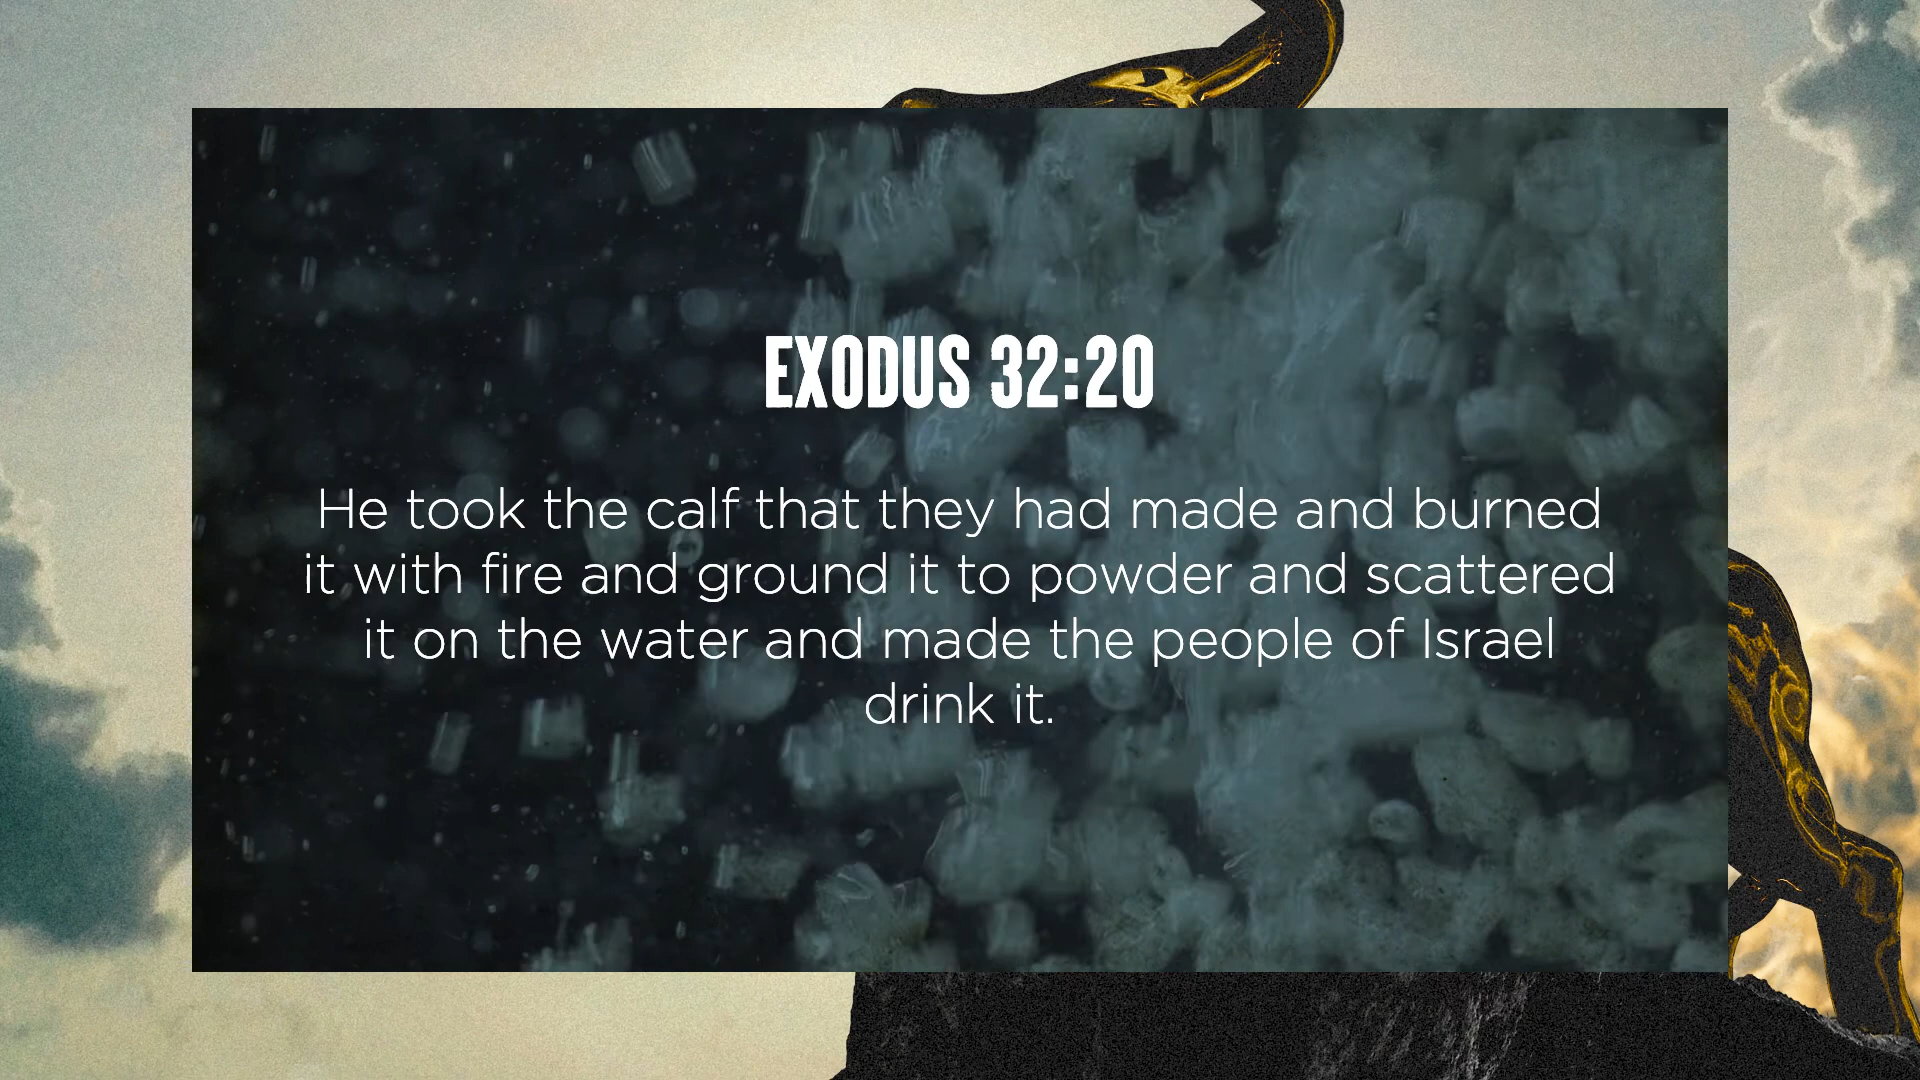 EXODUS 32:20
He took the calf that they had made and burned
it with fire and ground it to powder and scattered
it on the water and made the people of Israel
drink it.